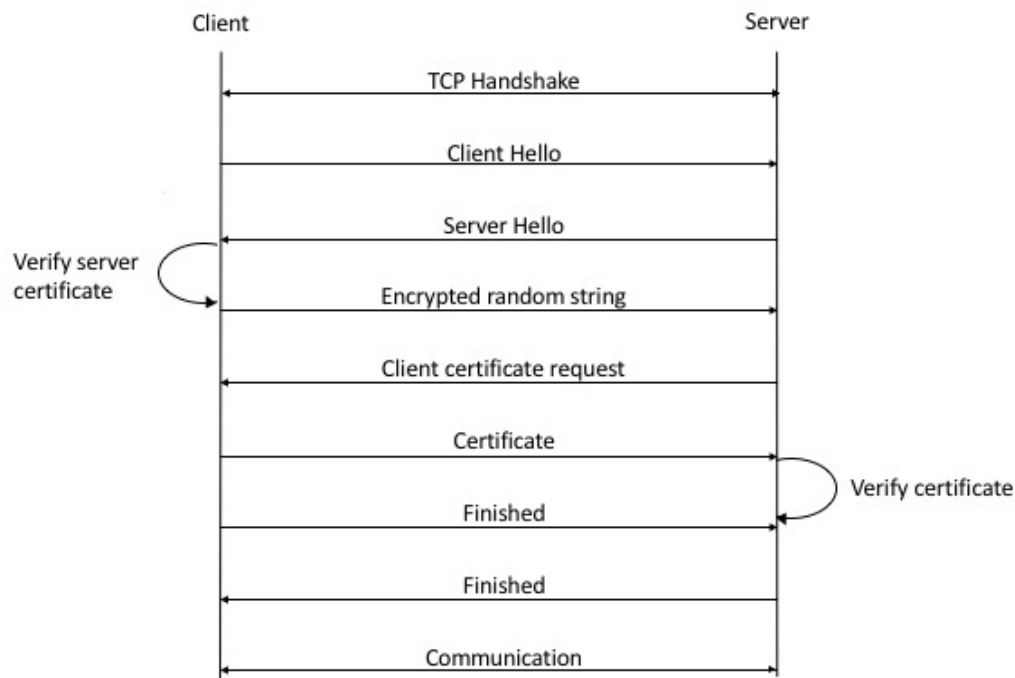 Client
Server
TCP Handshake
Client Hello
Server Hello
Verify server
certificate
Encrypted random string
Client certificate request
Certificate
Verify certificate
Finished
Finished
Communication